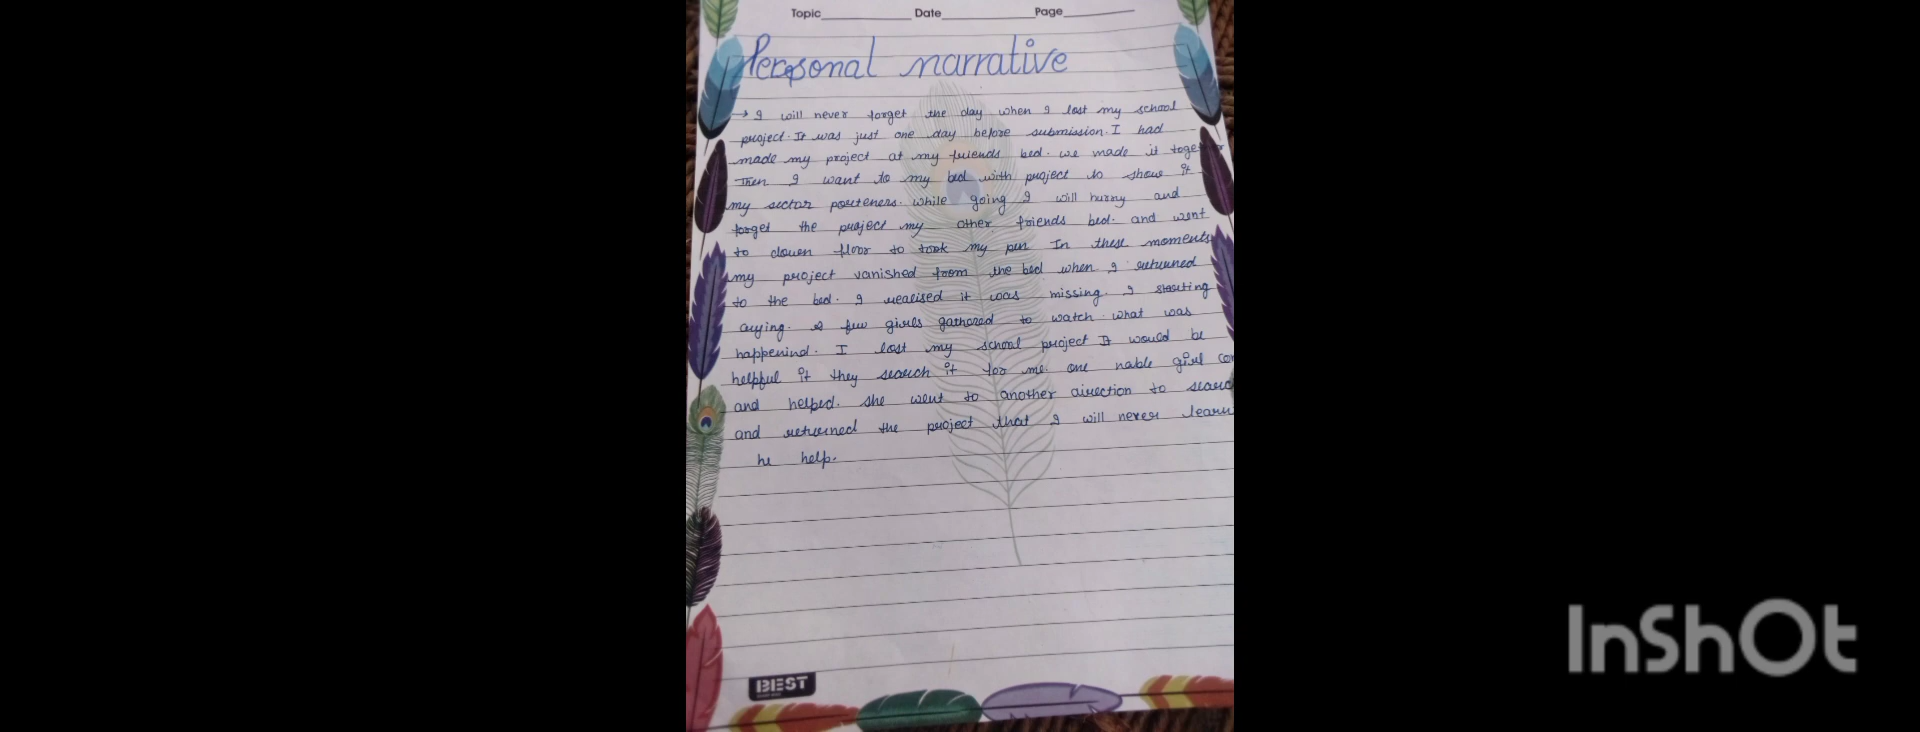 Topic Date Page
Personal narrative
→ I will never forget the day when I lost my school
project. It was just one day before submission. I had
made my project at my friends bed. we made it toge
Then I want to my bed with project to show it
my sector pouteners. while going I will hurry and
forget the project my other friends bed. and went
to down floor to took my pen In these moments
my project vanished from the bed when I returned
to the bed. I realised it was missing. I starting
crying. a few girls gathered to watch what was
happenind. I lost my school project It would be
helpful if they search it for me. one nable girl co
and helped. she went to another direction to searc
and returned the project that I will never learn
he help.
BEST
InShOt